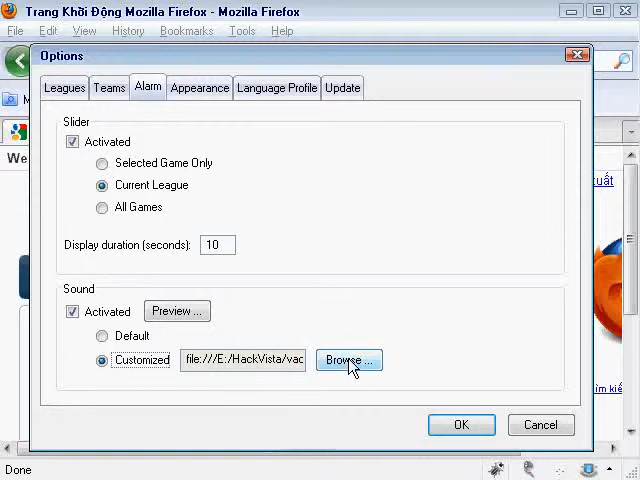 Trang Khởi Động Mozilla Firefox - Mozilla Firefox
File Edit View History Bookmarks Tools Help
Options
Leagues Teams Alarm Appearance Language Profile Update
Slider
Activated
Selected Game Only
Current League
All Games
Display duration (seconds): 10
Sound
Activated Preview ...
Default
Customized file:///E:/HackVista/vac Browse ...
OK Cancel
We
xuất
Done